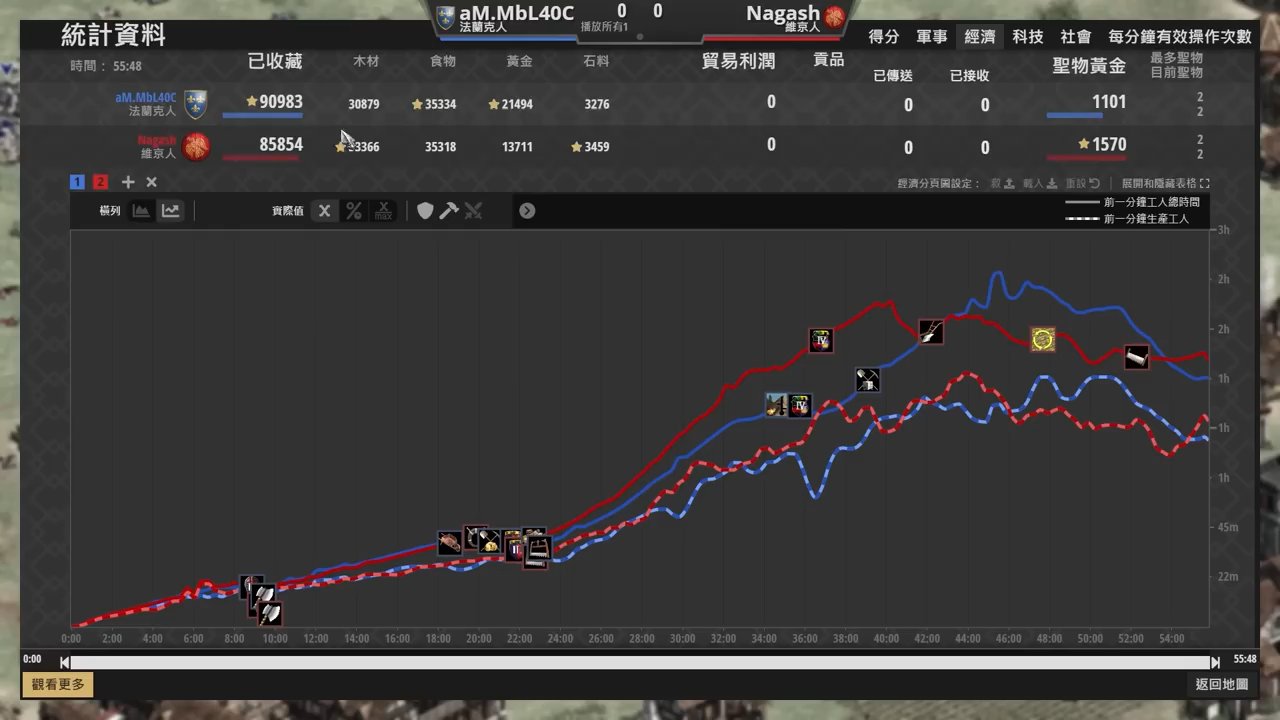 aM.MbL40C 0 0 Nagash
法蘭克人 播放所有1 維京人
統計資料
得分 軍事 經濟 科技 社會 每分鐘有效操作次數
時間： 55:48
已收藏 木材 食物 黃金 石料 貿易利潤 貢品 已傳送 已接收 聖物黃金 最多聖物
目前聖物
aM.MbL40C
法蘭克人
90983 30879 35334 21494 3276 0 0 0 1101 2
2
Nagash
維京人
85854 33366 35318 13711 3459 0 0 0 1570 2
2
1 2 + ×
經濟分頁圖設定： 載入 重設 展開和隱藏表格
橫列 實際值 X % X max
前一分鐘工人總時間
前一分鐘生產工人
3h
2h
2h
1h
1h
1h
45m
22m
IV
IV
0:00 2:00 4:00 6:00 8:00 10:00 12:00 14:00 16:00 18:00 20:00 22:00 24:00 26:00 28:00 30:00 32:00 34:00 36:00 38:00 40:00 42:00 44:00 46:00 48:00 50:00 52:00 54:00
0:00 55:48
觀看更多 返回地圖